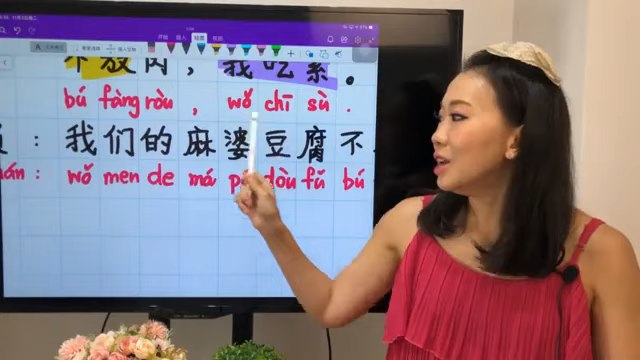 不放肉，我吃素。
bú fàng ròu , wǒ chī sù .
: 我们的麻婆豆腐不
: wǒ men de má pó dòu fǔ bú